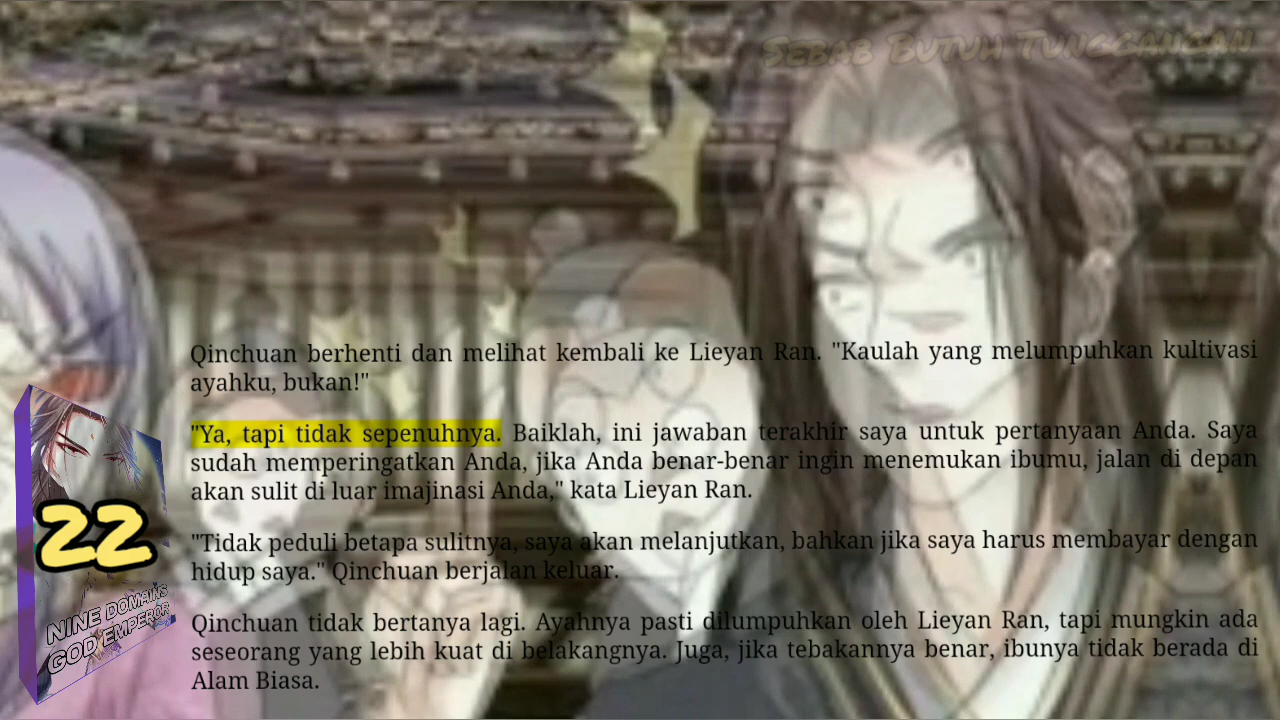 Sebab Butuh Tunggangan
Qinchuan berhenti dan melihat kembali ke Lieyan Ran. "Kaulah yang melumpuhkan kultivasi
ayahku, bukan!"
"Ya, tapi tidak sepenuhnya. Baiklah, ini jawaban terakhir saya untuk pertanyaan Anda. Saya
sudah memperingatkan Anda, jika Anda benar-benar ingin menemukan ibumu, jalan di depan
akan sulit di luar imajinasi Anda," kata Lieyan Ran.
"Tidak peduli betapa sulitnya, saya akan melanjutkan, bahkan jika saya harus membayar dengan
hidup saya." Qinchuan berjalan keluar.
Qinchuan tidak bertanya lagi. Ayahnya pasti dilumpuhkan oleh Lieyan Ran, tapi mungkin ada
seseorang yang lebih kuat di belakangnya. Juga, jika tebakannya benar, ibunya tidak berada di
Alam Biasa.
22
NINE DOMAINS
GOD EMPEROR